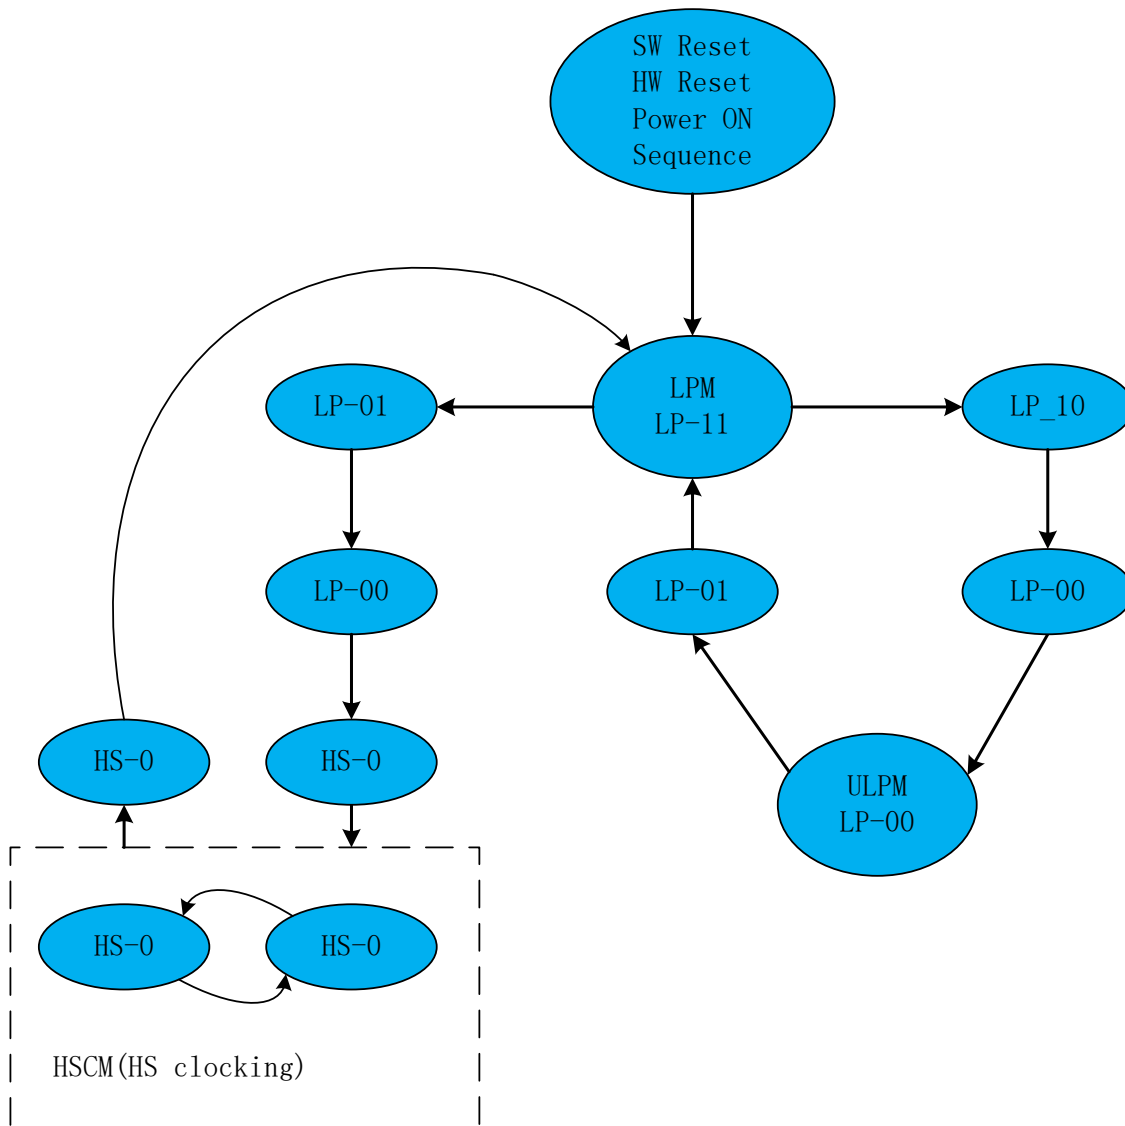 SW Reset
HW Reset
Power ON
Sequence
LP-01
LPM
LP-11
LP_10
LP-00
LP-01
LP-00
HS-0
HS-0
ULPM
LP-00
HS-0
HS-0
HSCM(HS clocking)